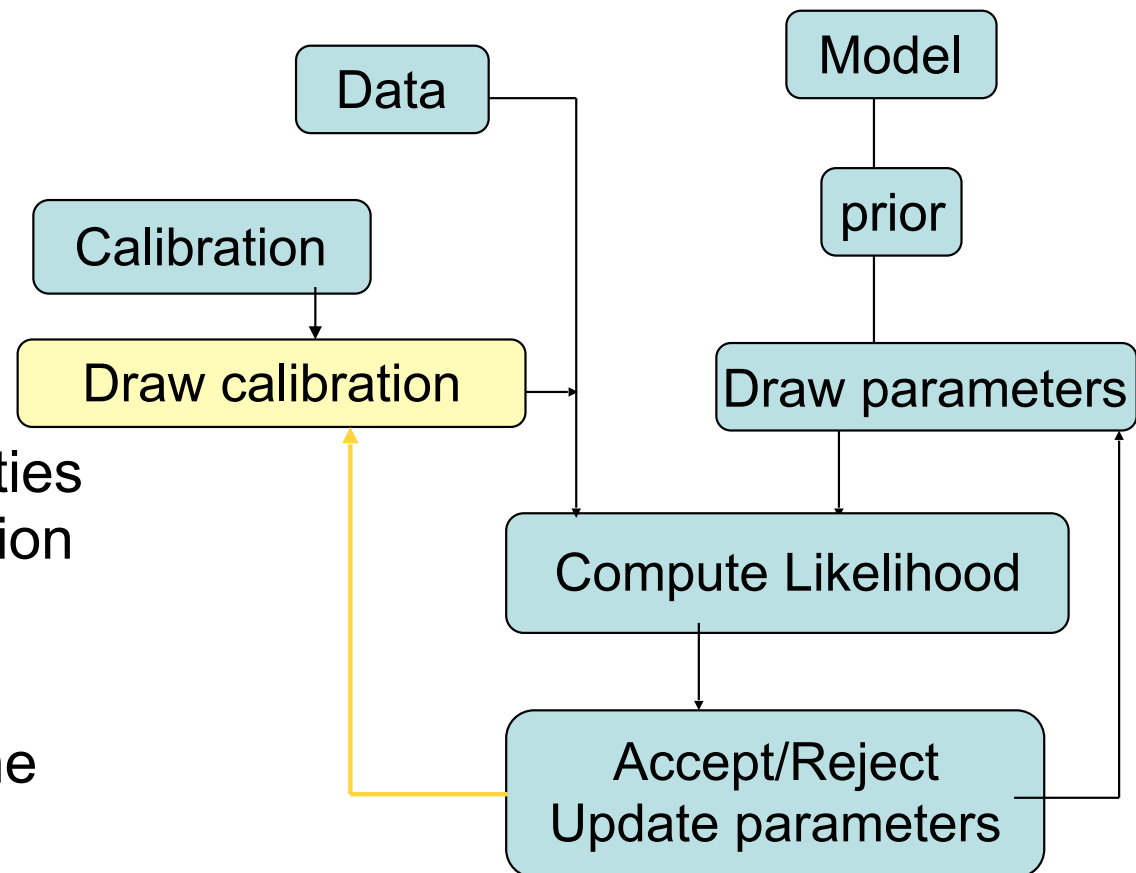 Model
Data
prior
Calibration
Draw calibration
Draw parameters
ties
ion
Compute Likelihood
ne
Accept/Reject
Update parameters